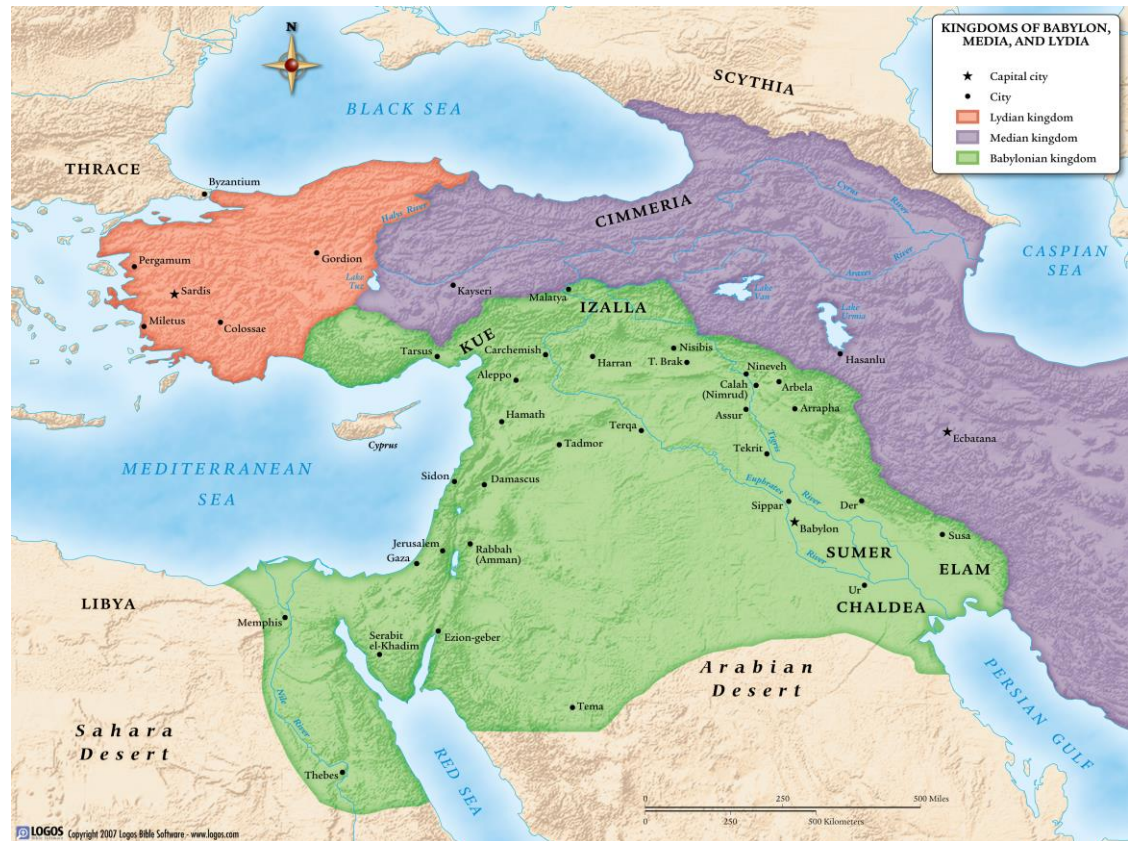 KINGDOMS OF BABYLON,
MEDIA, AND LYDIA
Capital city
City
Lydian kingdom
Median kingdom
Babylonian kingdom
N
SCYTHIA
BLACK SEA
THRACE
Byzantium
CIMMERIA
Cyrus
River
Halys River
CASPIAN
SEA
Araxes
River
Pergamum
Gordion
Lake
Tuz
Sardis
Kayseri
Malatya
IZALLA
Lake
Van
Lake
Urmia
Miletus
Colossae
KUE
Tarsus
Carchemish
Harran
Nisibis
T. Brak
Hasanlu
Nineveh
Aleppo
Calah
(Nimrud)
Arbela
Hamath
Assur
Arrapha
Terqa
Ecbatana
Cyprus
Tadmor
Tigris
River
Tekrit
MEDITERRANEAN
SEA
Sidon
Damascus
Euphrates
River
Sippar
Der
Babylon
Susa
Jerusalem
Gaza
Rabbah
(Amman)
SUMER
ELAM
Ur
CHALDEA
LIBYA
Memphis
Serabit
el-Khadim
Ezion-geber
Arabian
Desert
PERSIAN GULF
Nile
River
Tema
Sahara
Desert
RED SEA
Thebes
0
250
500 Miles
0
250
500 Kilometers
LOGOS
Copyright 2007 Logos Bible Software - www.logos.com